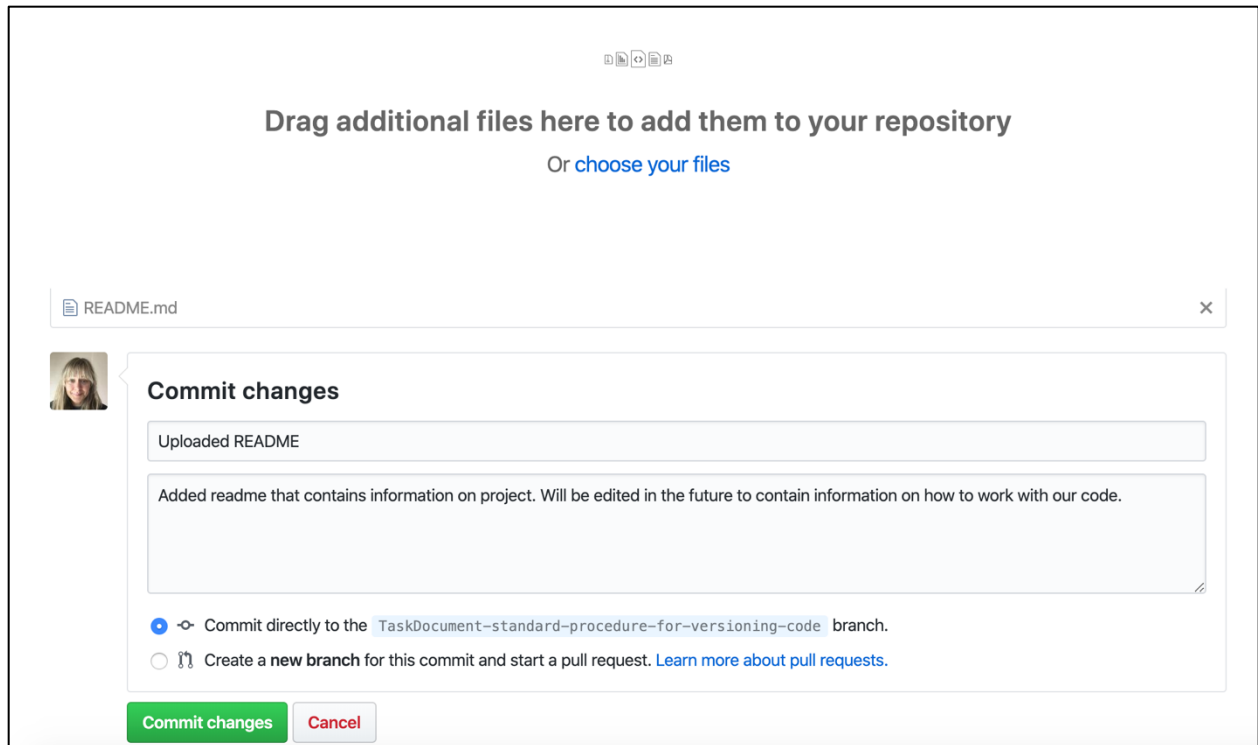 Drag additional files here to add them to your repository
Or choose your files
README.md
Commit changes
Uploaded README
Added readme that contains information on project. Will be edited in the future to contain information on how to work with our code.
Commit directly to the TaskDocument-standard-procedure-for-versioning-code branch.
Create a new branch for this commit and start a pull request. Learn more about pull requests.
Commit changes Cancel